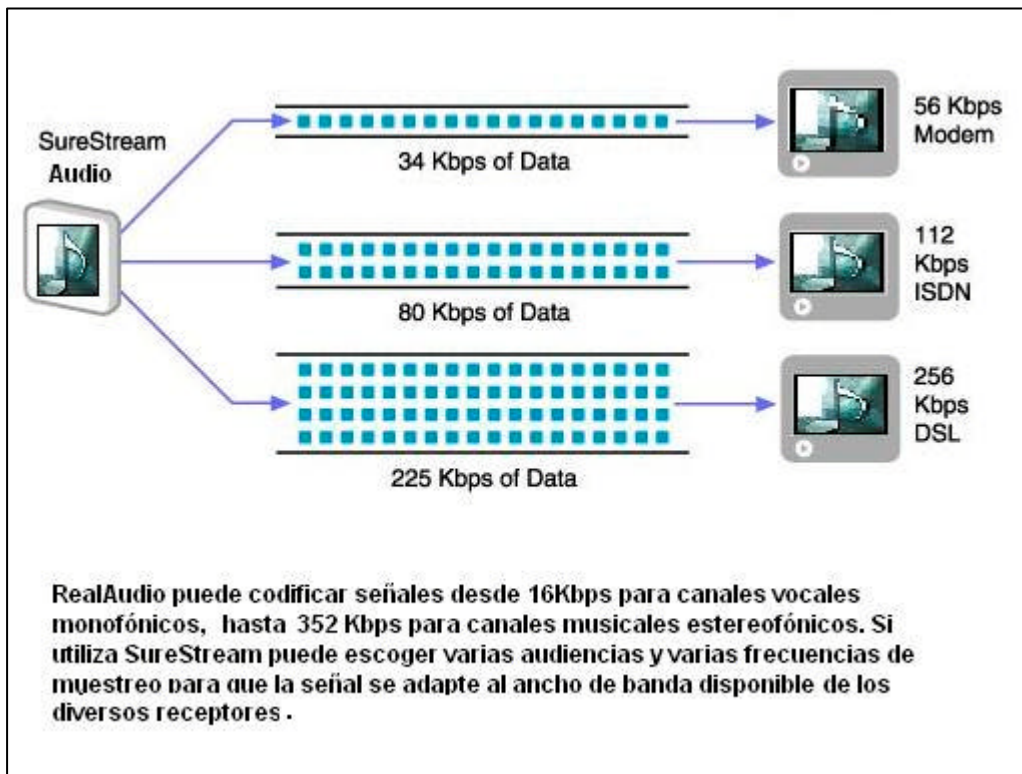 SureStream
Audio
34 Kbps of Data
56 Kbps
Modem
80 Kbps of Data
112
Kbps
ISDN
225 Kbps of Data
256
Kbps
DSL
RealAudio puede codificar señales desde 16Kbps para canales vocales
monofónicos, hasta 352 Kbps para canales musicales estereofónicos. Si
utiliza SureStream puede escoger varias audiencias y varias frecuencias de
muestreo para que la señal se adapte al ancho de banda disponible de los
diversos receptores .